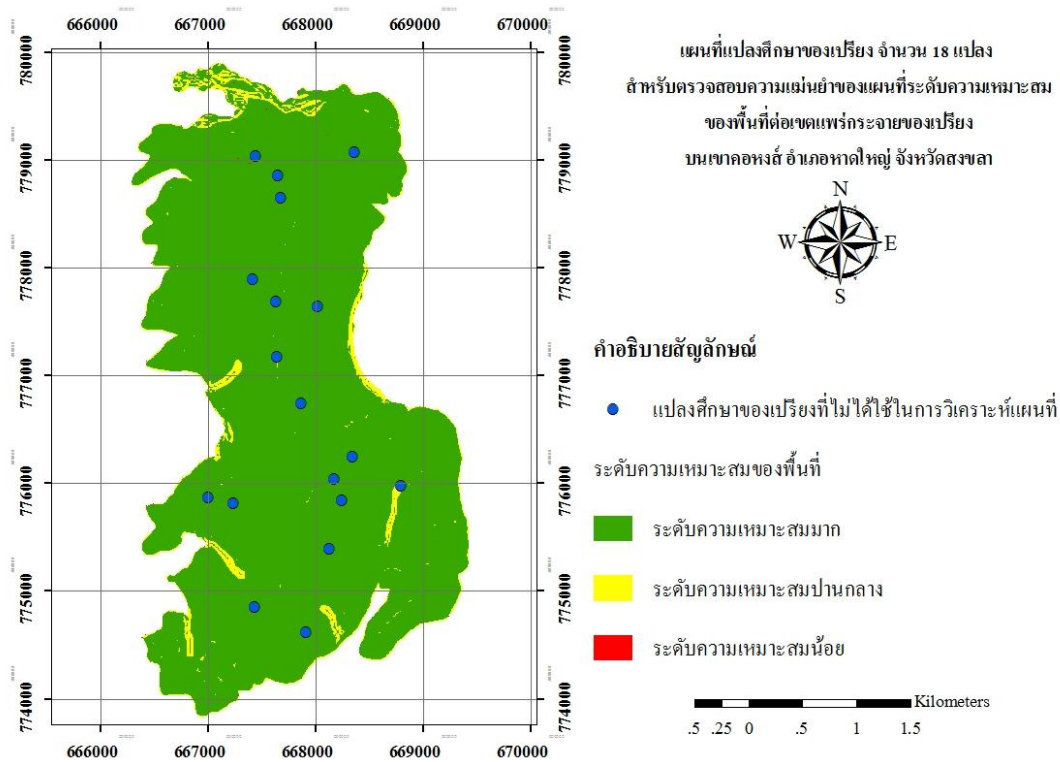 666000 667000 668000 669000 670000
780000 780000
779000 779000
778000 778000
777000 777000
776000 776000
775000 775000
774000 774000
666000 667000 668000 669000 670000
แผนที่แปลงศึกษาของเปรียง จำนวน 18 แปลง
สำหรับตรวจสอบความแม่นยำของแผนที่ระดับความเหมาะสม
ของพื้นที่ต่อเขตแพร่กระจายของเปรียง
บนเขาคอหงส์ อำเภอหาดใหญ่ จังหวัดสงขลา
N
W E
S
คำอธิบายสัญลักษณ์
แปลงศึกษาของเปรียงที่ไม่ได้ใช้ในการวิเคราะห์แผนที่
ระดับความเหมาะสมของพื้นที่
ระดับความเหมาะสมมาก
ระดับความเหมาะสมปานกลาง
ระดับความเหมาะสมน้อย
Kilometers
.5 .25 0 .5 1 1.5